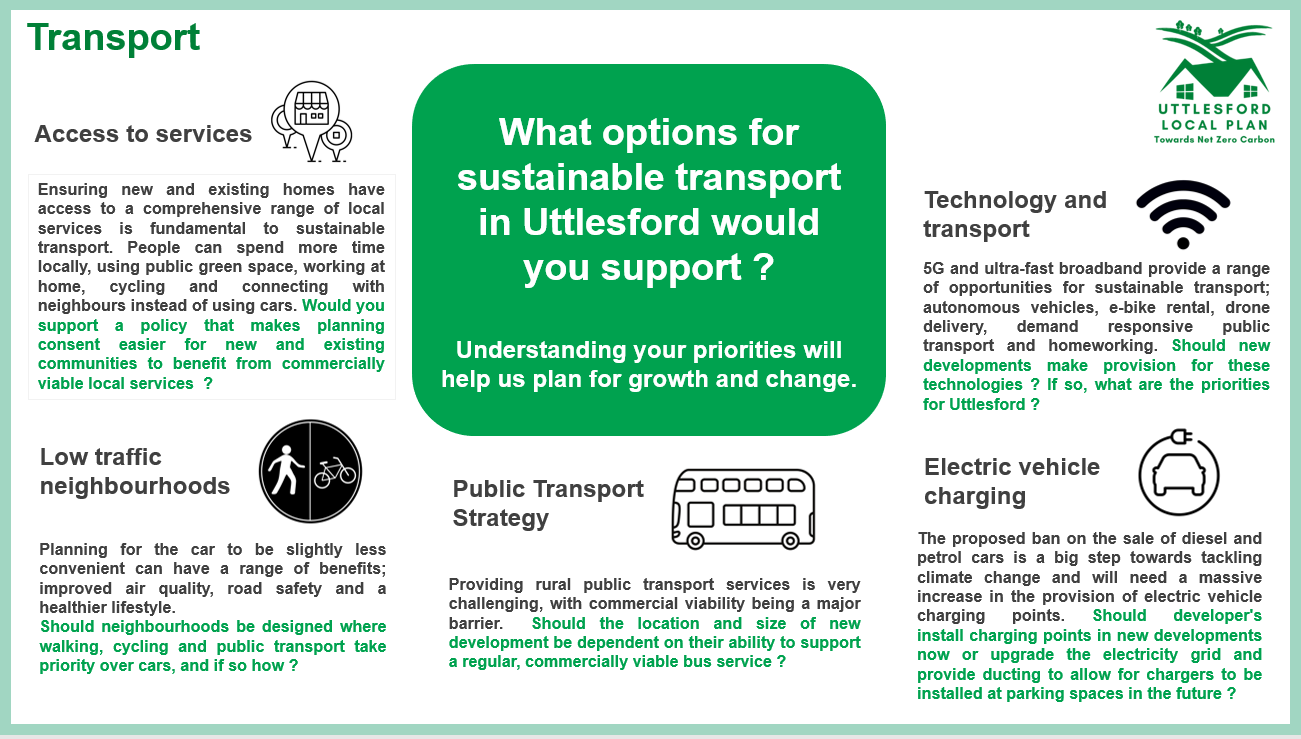 Transport
Access to services
Ensuring new and existing homes have
access to a comprehensive range of local
services is fundamental to sustainable
transport. People can spend more time
locally, using public green space, working at
home, cycling and connecting with
neighbours instead of using cars. Would you
support a policy that makes planning
consent easier for new and existing
communities to benefit from commercially
viable local services ?
Low traffic
neighbourhoods
Planning for the car to be slightly less
convenient can have a range of benefits;
improved air quality, road safety and a
healthier lifestyle.
Should neighbourhoods be designed where
walking, cycling and public transport take
priority over cars, and if so how ?
What options for
sustainable transport
in Uttlesford would
you support ?
Understanding your priorities will
help us plan for growth and change.
Public Transport
Strategy
Providing rural public transport services is very
challenging, with commercial viability being a major
barrier. Should the location and size of new
development be dependent on their ability to support
a regular, commercially viable bus service ?
UTTLESFORD
LOCAL PLAN
Towards Net Zero Carbon
Technology and
transport
5G and ultra-fast broadband provide a range
of opportunities for sustainable transport;
autonomous vehicles, e-bike rental, drone
delivery, demand responsive public
transport and homeworking. Should new
developments make provision for these
technologies ? If so, what are the priorities
for Uttlesford ?
Electric vehicle
charging
The proposed ban on the sale of diesel and
petrol cars is a big step towards tackling
climate change and will need a massive
increase in the provision of electric vehicle
charging points. Should developer's
install charging points in new developments
now or upgrade the electricity grid and
provide ducting to allow for chargers to be
installed at parking spaces in the future ?